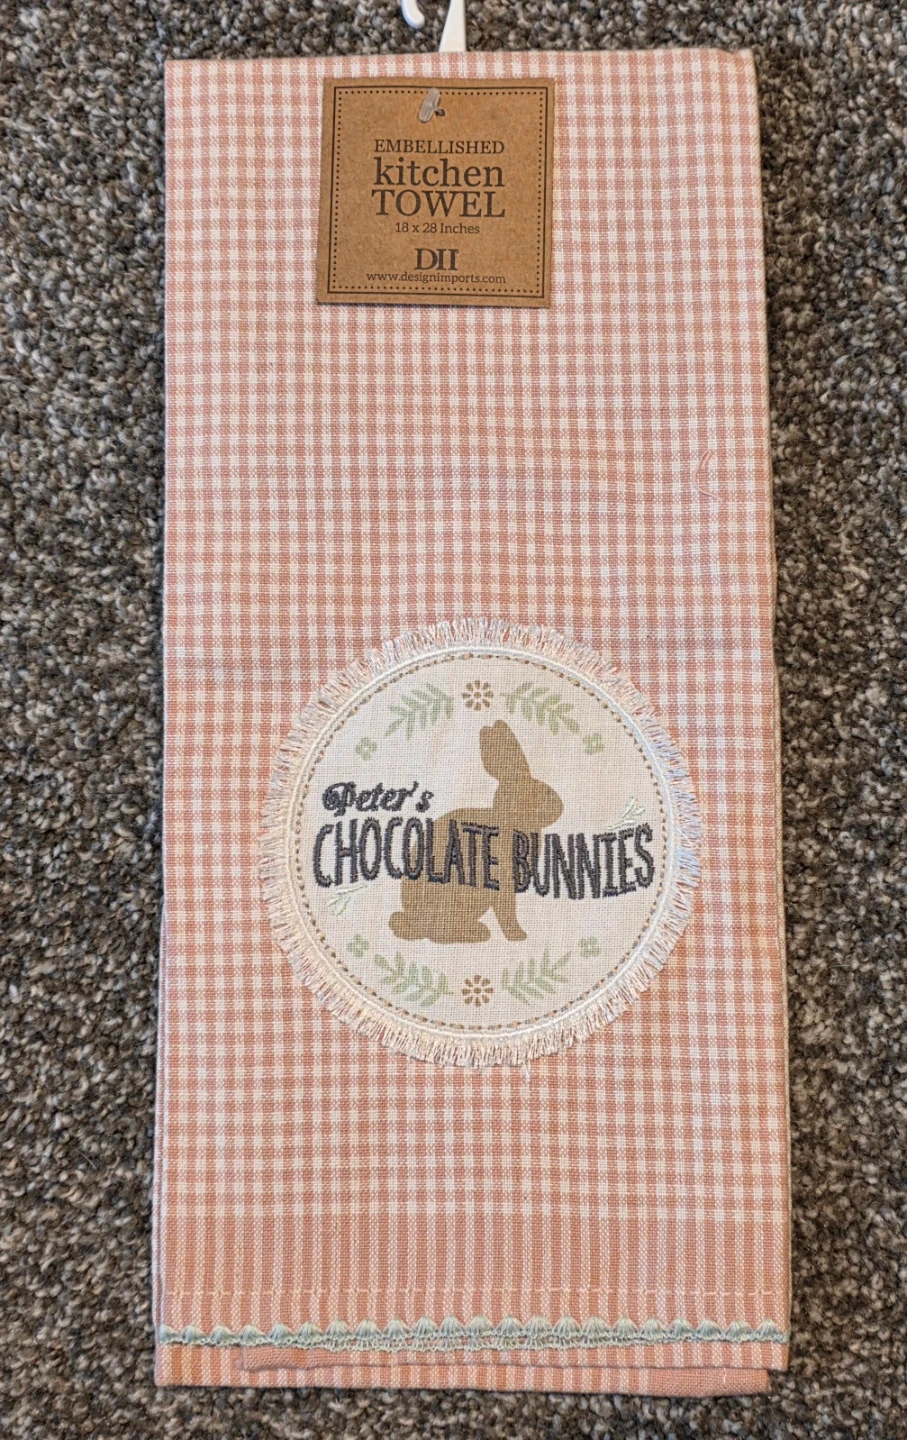 EMBELLISHED
kitchen
TOWEL
18 x 28 Inches
DII
www.designimports.com
Peter's
CHOCOLATE BUNNIES